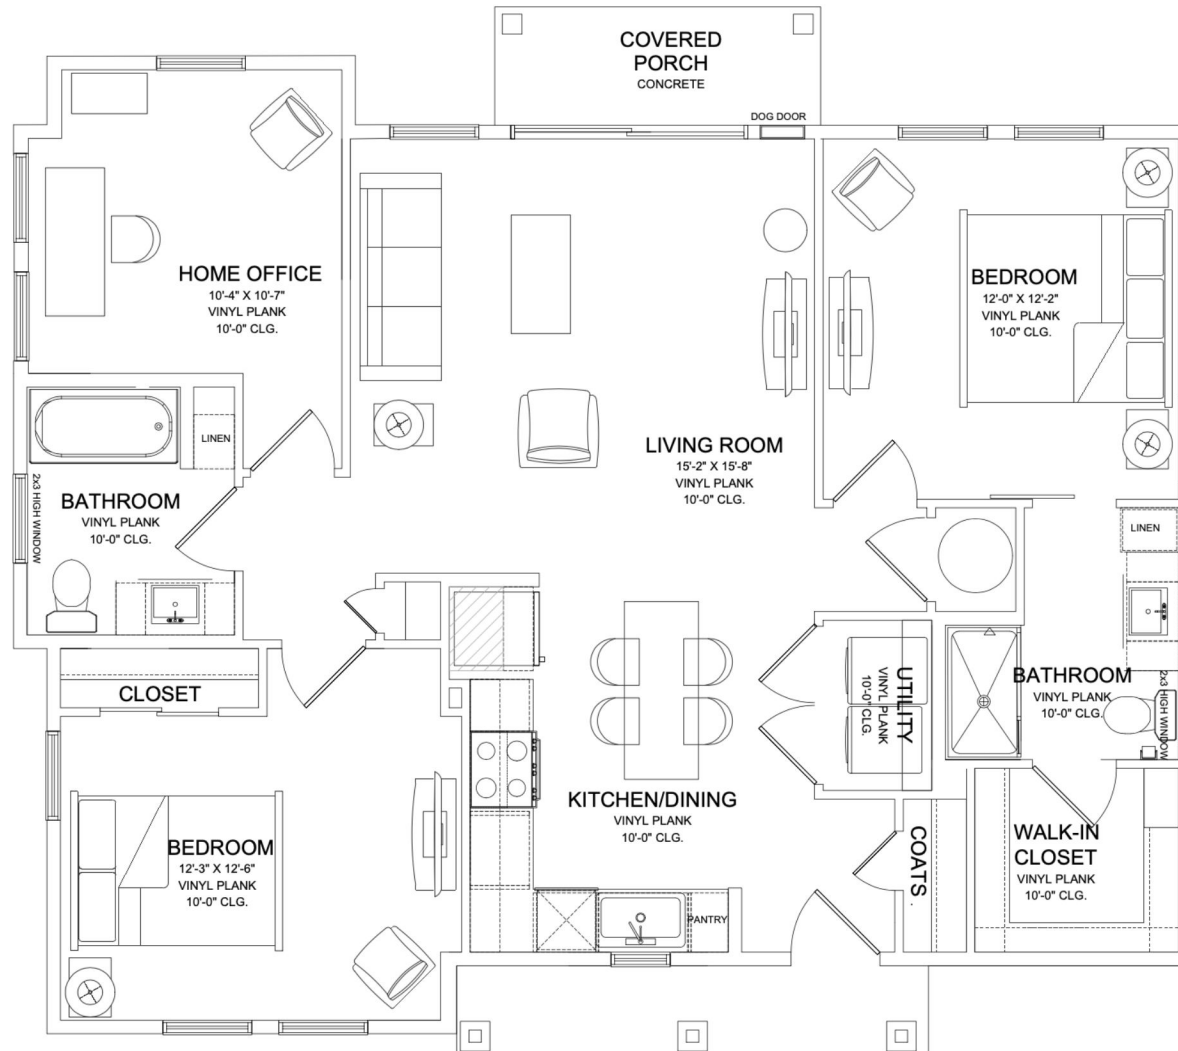 COVERED
PORCH
CONCRETE
DOG DOOR
HOME OFFICE
10'-4" X 10'-7"
VINYL PLANK
10'-0" CLG.
BEDROOM
12'-0" X 12'-2"
VINYL PLANK
10'-0" CLG.
LINEN
LIVING ROOM
15'-2" X 15'-8"
VINYL PLANK
10'-0" CLG.
2x3 HIGH WINDOW
BATHROOM
VINYL PLANK
10'-0" CLG.
LINEN
CLOSET
UTILITY
VINYL PLANK
10'-0" CLG.
BATHROOM
VINYL PLANK
10'-0" CLG.
2x3 HIGH WINDOW
KITCHEN/DINING
VINYL PLANK
10'-0" CLG.
BEDROOM
12'-3" X 12'-6"
VINYL PLANK
10'-0" CLG.
COATS
WALK-IN
CLOSET
VINYL PLANK
10'-0" CLG.
PANTRY